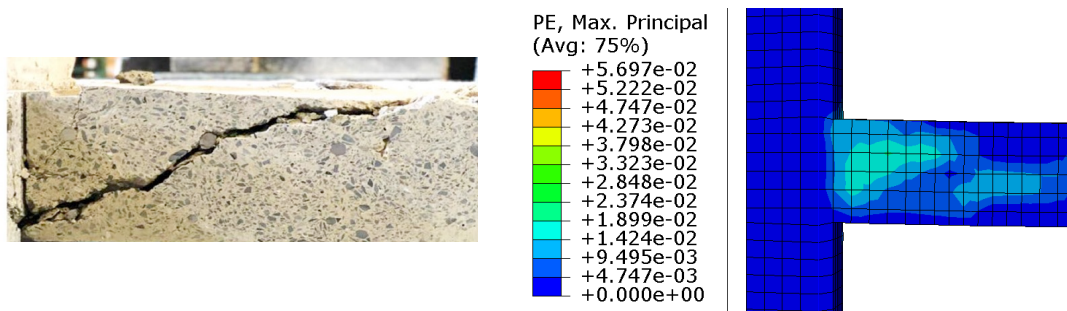 PE, Max. Principal
(Avg: 75%)
+5.697e-02
+5.222e-02
+4.747e-02
+4.273e-02
+3.798e-02
+3.323e-02
+2.848e-02
+2.374e-02
+1.899e-02
+1.424e-02
+9.495e-03
+4.747e-03
+0.000e+00